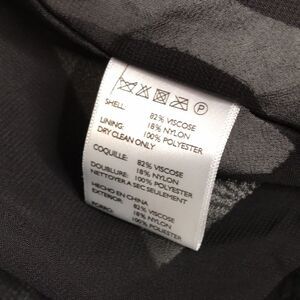 P
SHELL: 82% VISCOSE
18% NYLON
LINING: 100% POLYESTER
DRY CLEAN ONLY
COQUILLE: 82% VISCOSE
18% NYLON
DOUBLURE: 100% POLYESTER
NETTOYER A SEC SEULEMENT
HECHO EN CHINA
EXTERIOR: 82% VISCOSE
18% NYLON
FORRO: 100% POLYESTER